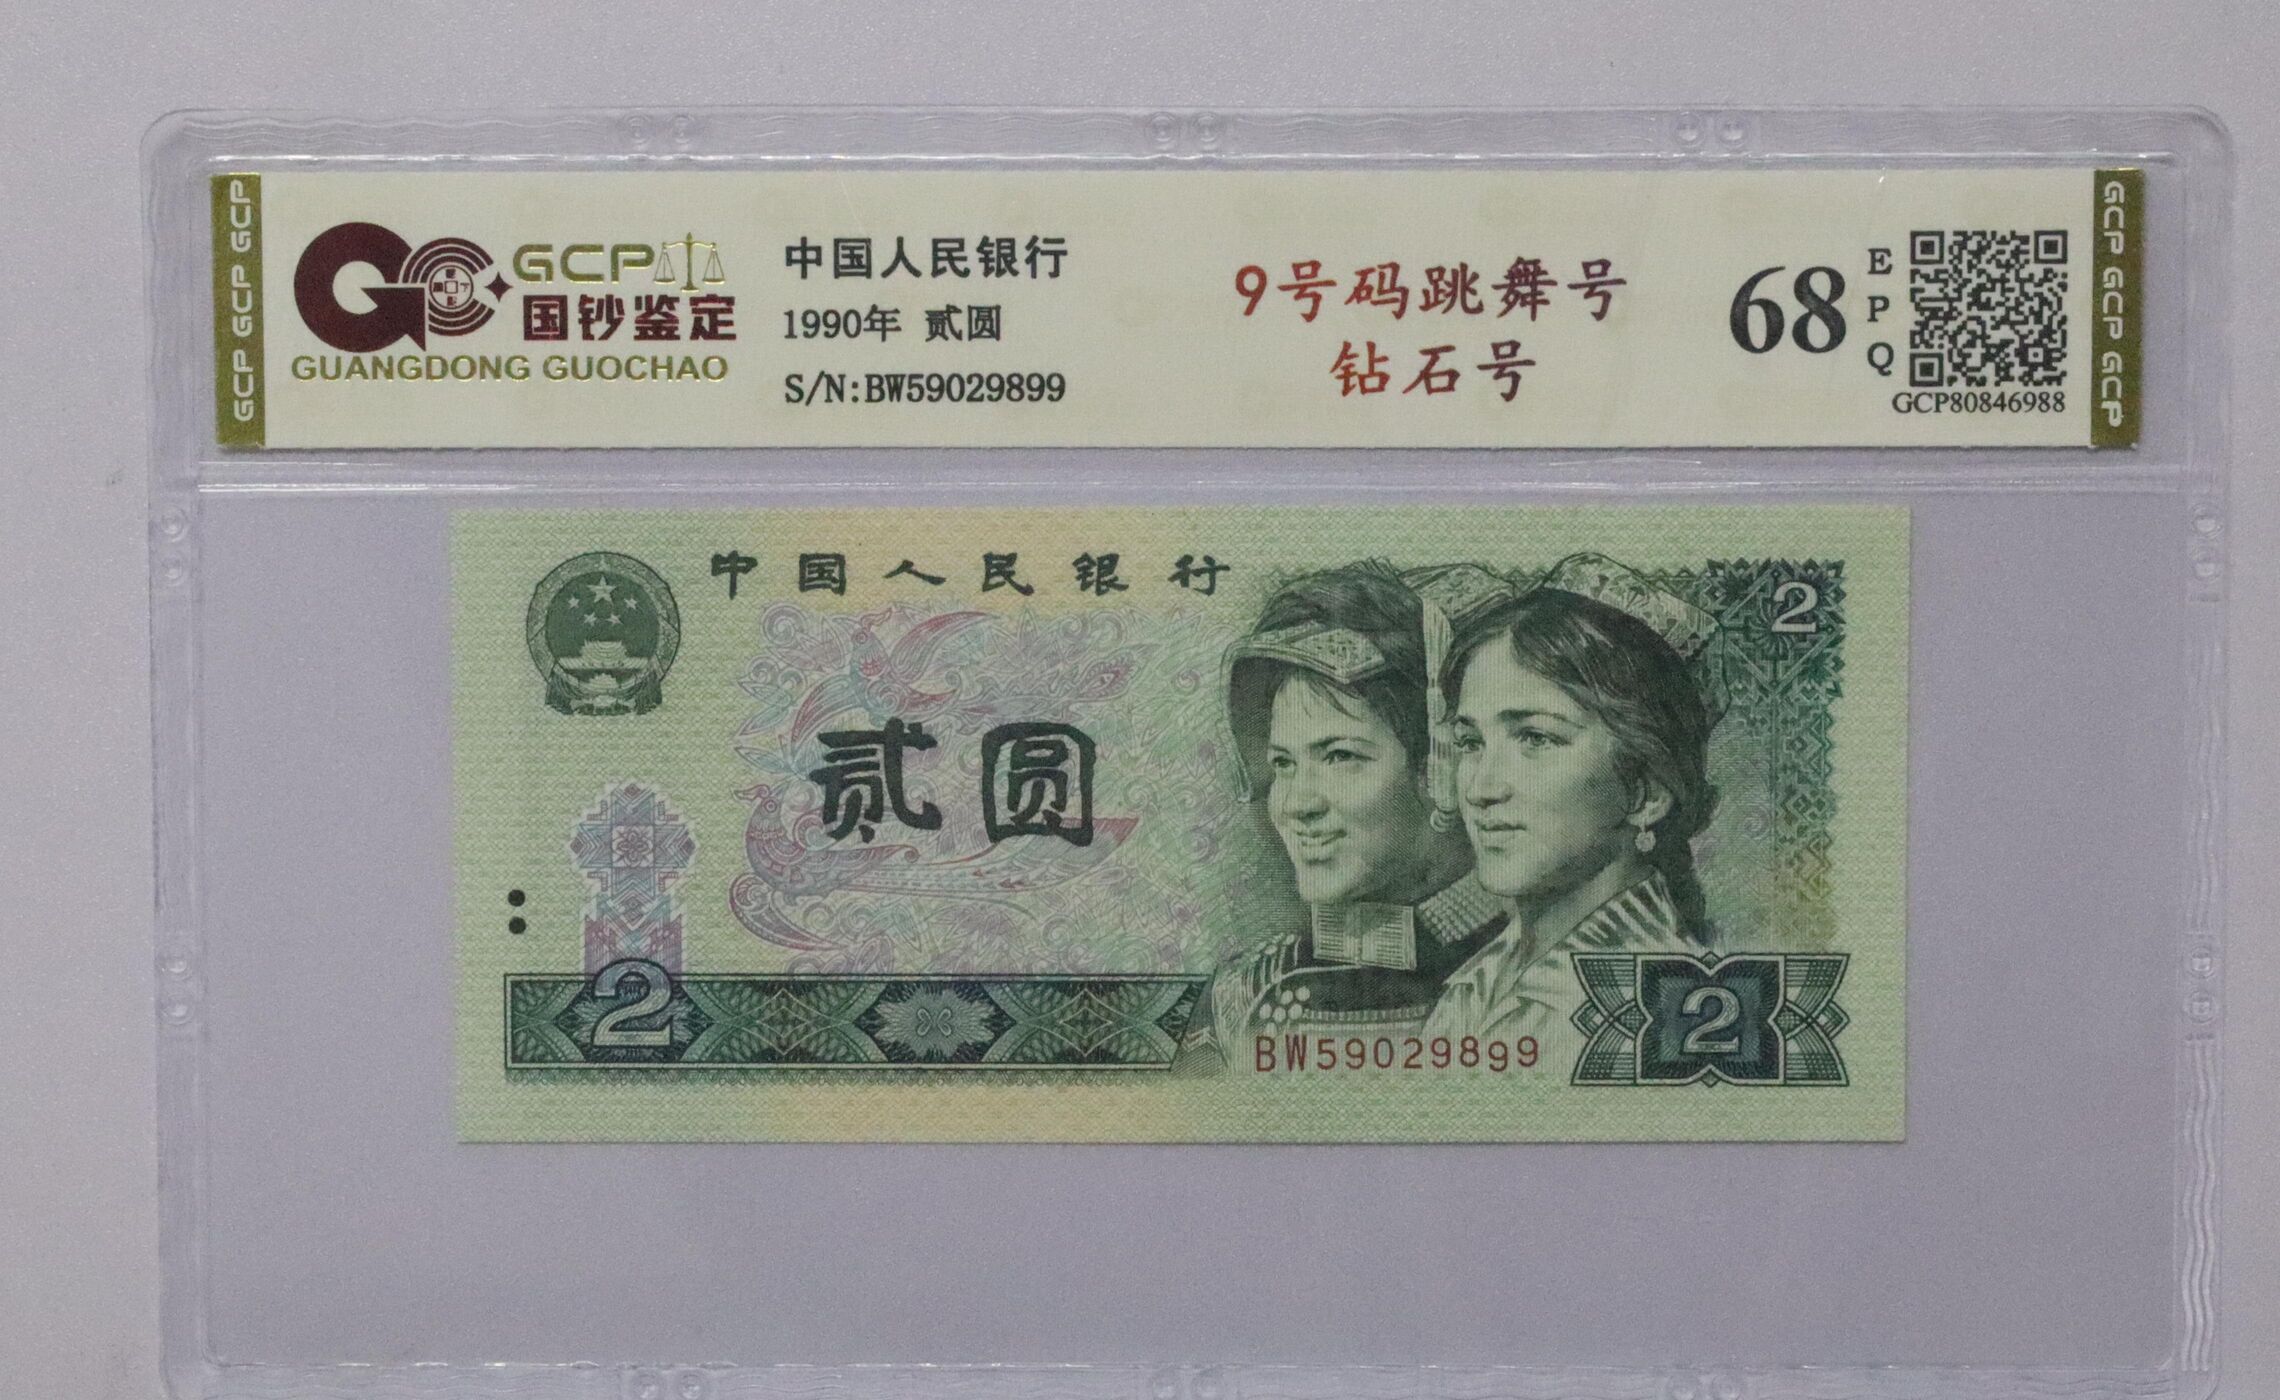 GCP
国钞鉴定
GUANGDONG GUOCHAO
中国人民银行
1990年 贰圆
S/N:BW59029899
9号码跳舞号
钻石号
68
E
P
Q
GCP80846988
GCP GCP GCP
GCP GCP GCP
中国人民银行
2
贰圆
2
BW59029899
2